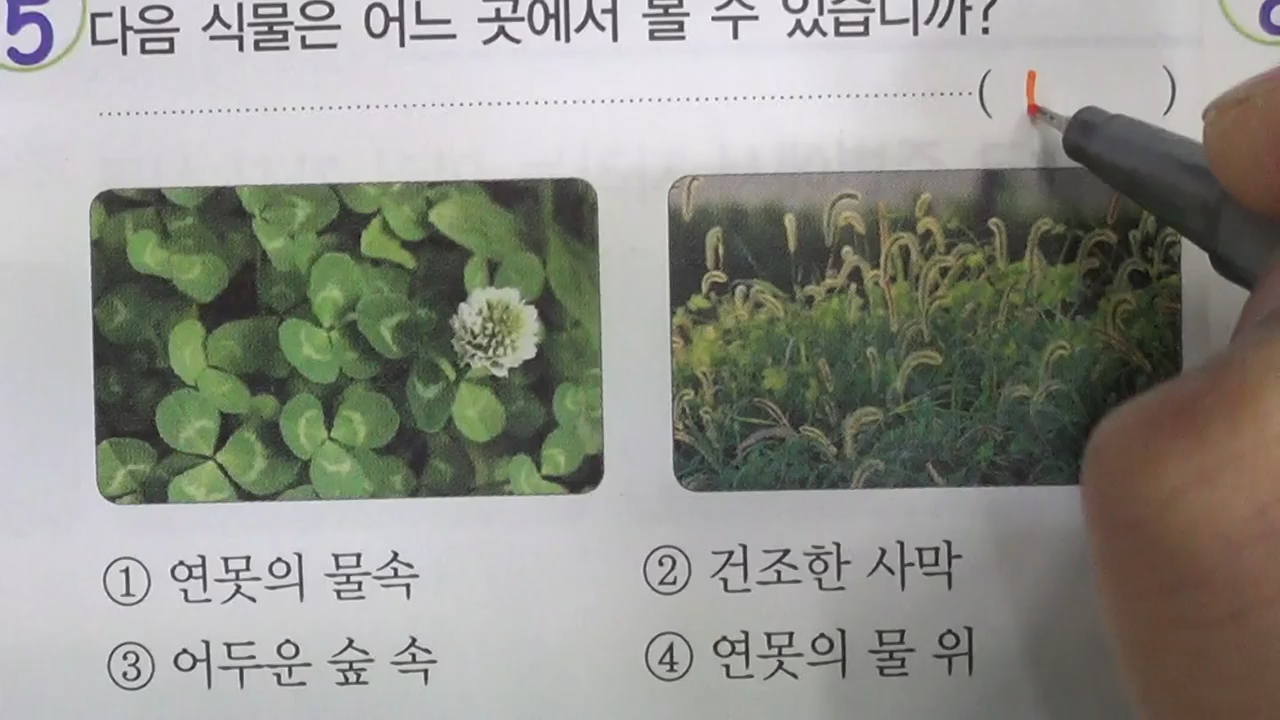 5 다음 식물은 어느 곳에서 볼 수 있습니까?
( )
① 연못의 물속 ② 건조한 사막
③ 어두운 숲 속 ④ 연못의 물 위